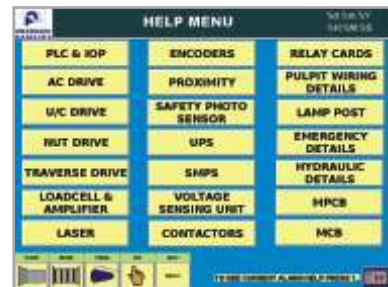 HELP MENU
PLC & IOP
ENCODERS
RELAY CARDS
AC DRIVE
PROXIMITY
PULPIT WIRING
DETAILS
U/C DRIVE
SAFETY PHOTO
SENSOR
LAMP POST
NUT DRIVE
UPS
EMERGENCY
DETAILS
TRAVERSE DRIVE
SMPS
HYDRAULIC
DETAILS
LOADCELL &
AMPLIFIER
VOLTAGE
SENSING UNIT
MPCB
LASER
CONTACTORS
MCB